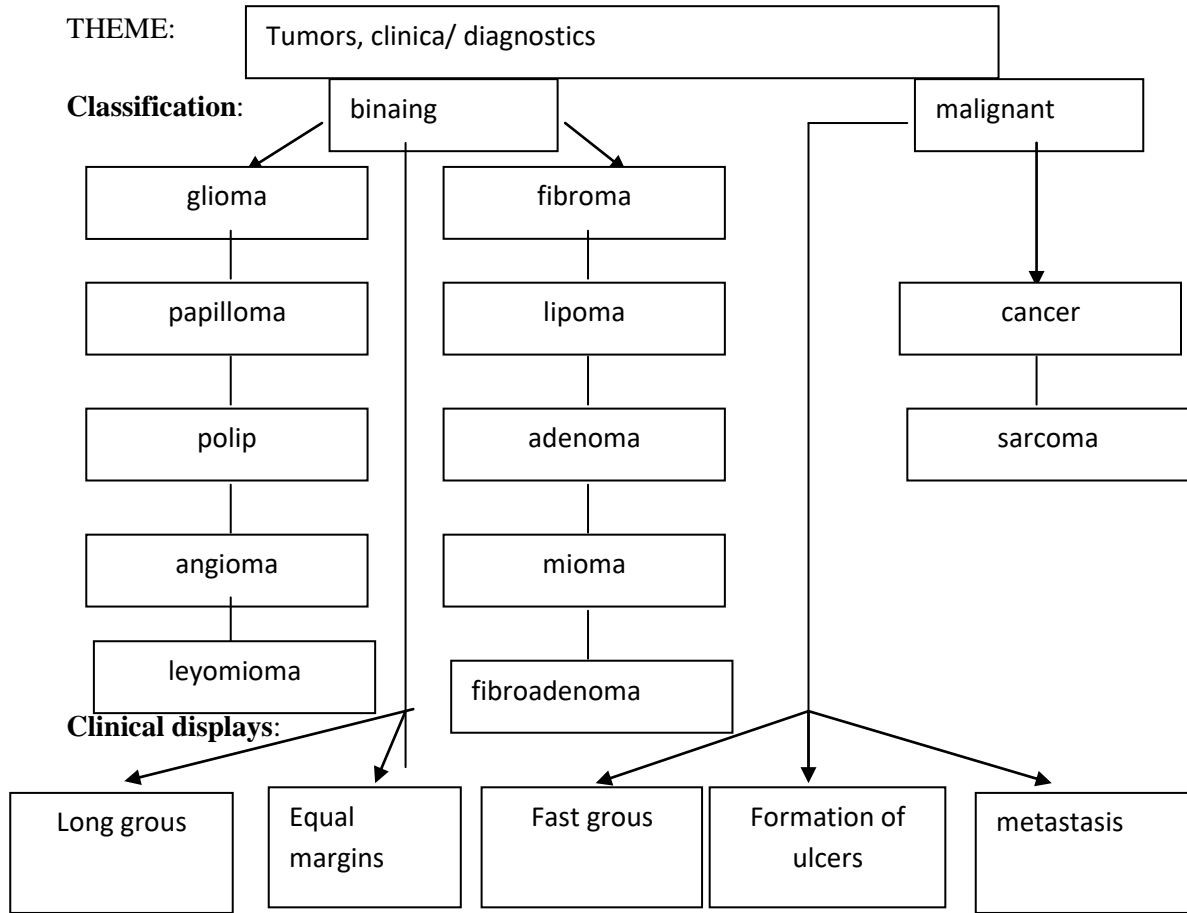 THEME:
Tumors, clinica/ diagnostics
Classification:
binaing
malignant
glioma
fibroma
papilloma
lipoma
cancer
polip
adenoma
sarcoma
angioma
mioma
leyomioma
fibroadenoma
Clinical displays:
Long grous
Equal
margins
Fast grous
Formation of
ulcers
metastasis